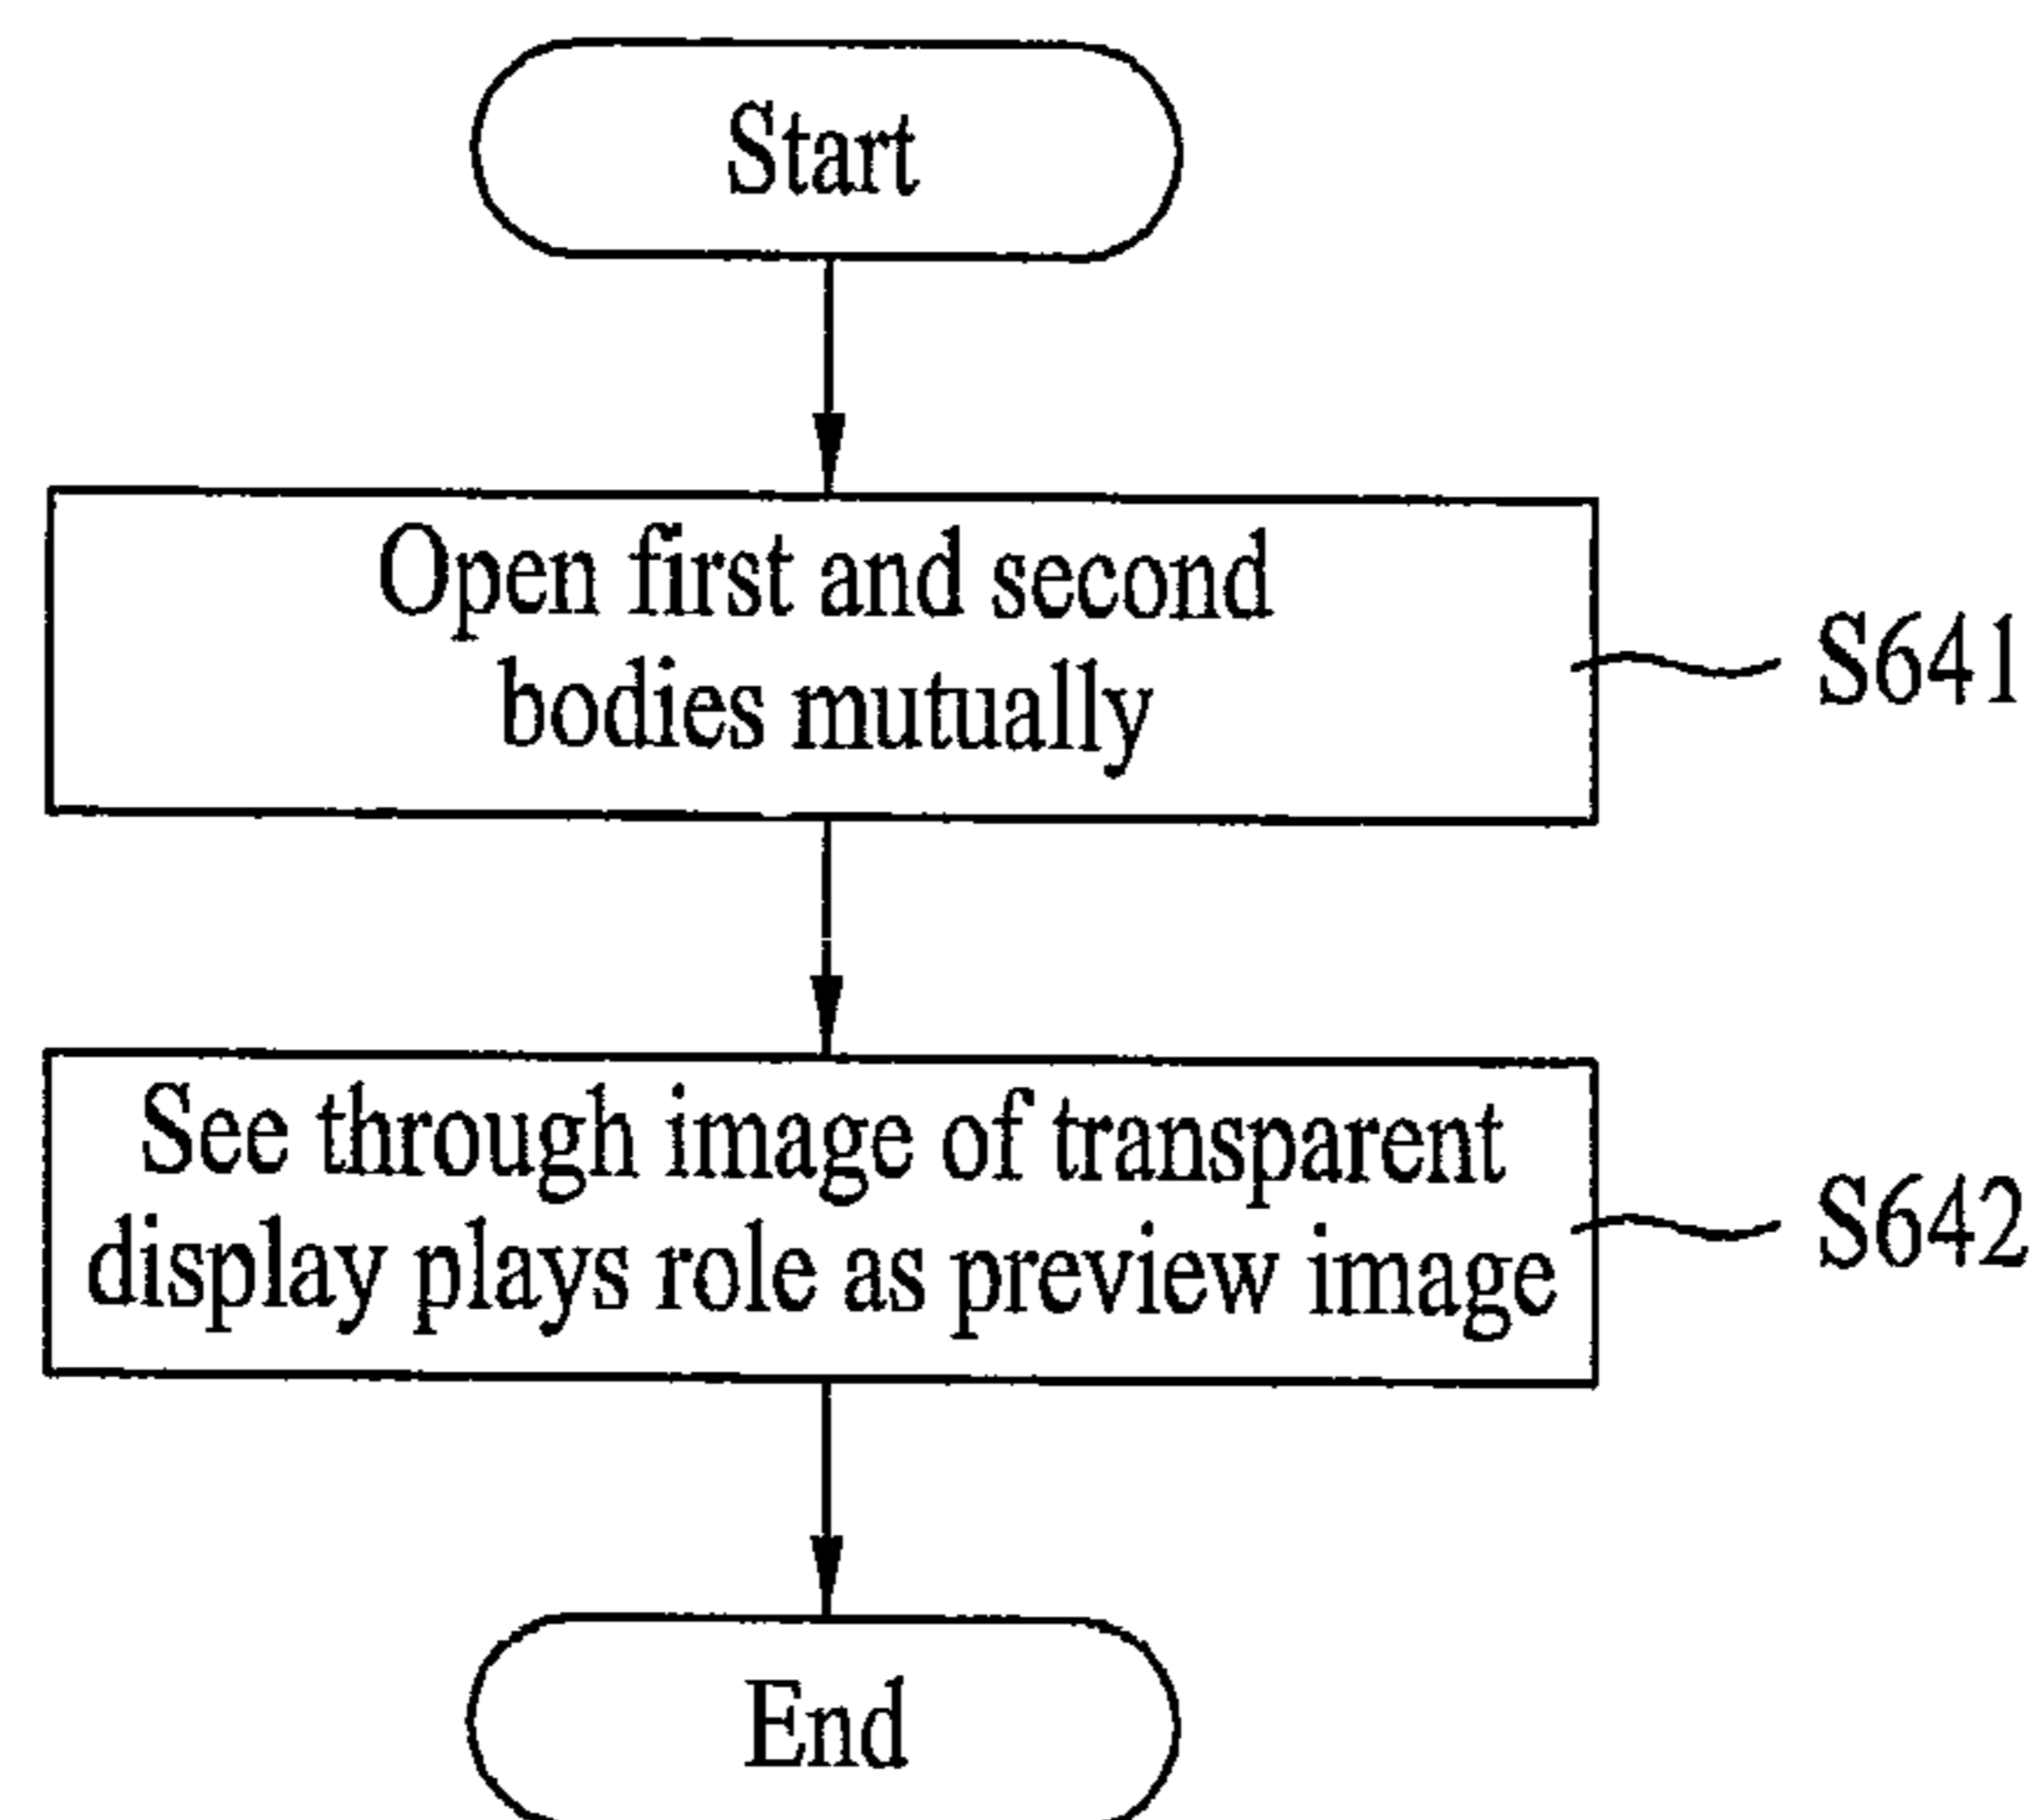 Start
Open first and second
bodies mutually
S641
See through image of transparent
display plays role as preview image
S642
End